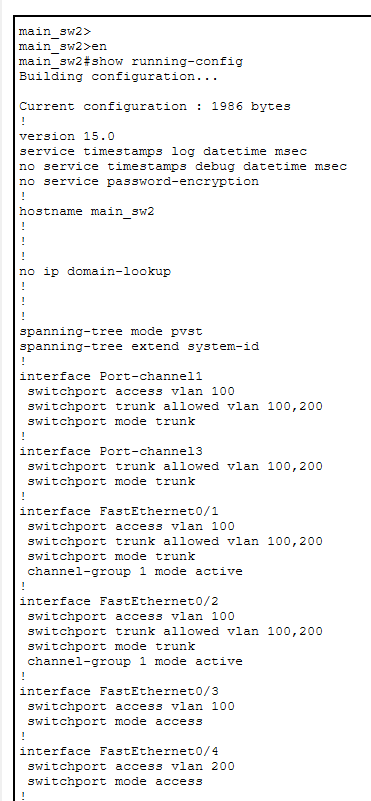 main_sw2>
main_sw2>en
main_sw2#show running-config
Building configuration...
Current configuration : 1986 bytes
!
version 15.0
service timestamps log datetime msec
no service timestamps debug datetime msec
no service password-encryption
!
hostname main_sw2
!
!
!
no ip domain-lookup
!
!
!
spanning-tree mode pvst
spanning-tree extend system-id
!
interface Port-channel1
 switchport access vlan 100
 switchport trunk allowed vlan 100,200
 switchport mode trunk
!
interface Port-channel3
 switchport trunk allowed vlan 100,200
 switchport mode trunk
!
interface FastEthernet0/1
 switchport access vlan 100
 switchport trunk allowed vlan 100,200
 switchport mode trunk
 channel-group 1 mode active
!
interface FastEthernet0/2
 switchport access vlan 100
 switchport trunk allowed vlan 100,200
 switchport mode trunk
 channel-group 1 mode active
!
interface FastEthernet0/3
 switchport access vlan 100
 switchport mode access
!
interface FastEthernet0/4
 switchport access vlan 200
 switchport mode access
!